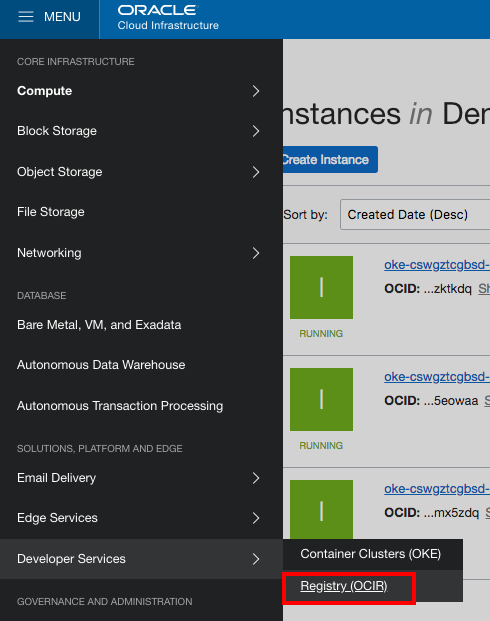 MENU
ORACLE
Cloud Infrastructure
CORE INFRASTRUCTURE
Compute
Block Storage
Object Storage
File Storage
Networking
DATABASE
Bare Metal, VM, and Exadata
Autonomous Data Warehouse
Autonomous Transaction Processing
SOLUTIONS, PLATFORM AND EDGE
Email Delivery
Edge Services
Developer Services
GOVERNANCE AND ADMINISTRATION
Container Clusters (OKE)
Registry (OCIR)
nstances in Den
Create Instance
Sort by:
Created Date (Desc)
I
RUNNING
oke-cswgztcgbsd-
OCID: ...zktkdq Sh
I
RUNNING
oke-cswgztcgbsd-
OCID: ...5eowaa S
I
oke-cswgztcgbsd-
OCID: ...mx5zdq S